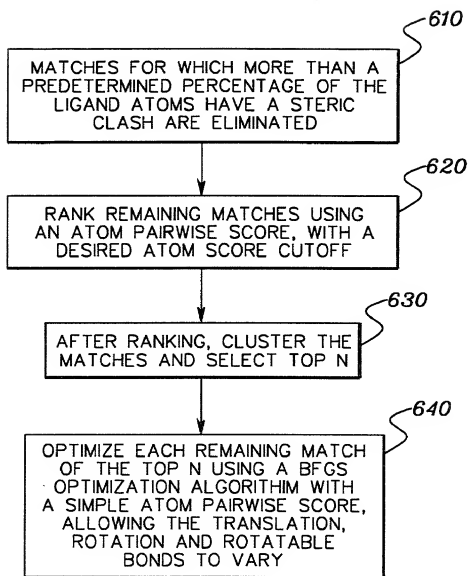 610
MATCHES FOR WHICH MORE THAN A
PREDETERMINED PERCENTAGE OF THE
LIGAND ATOMS HAVE A STERIC
CLASH ARE ELIMINATED
620
RANK REMAINING MATCHES USING
AN ATOM PAIRWISE SCORE, WITH A
DESIRED ATOM SCORE CUTOFF
630
AFTER RANKING, CLUSTER THE
MATCHES AND SELECT TOP N
640
OPTIMIZE EACH REMAINING MATCH
OF THE TOP N USING A BFGS
OPTIMIZATION ALGORITHIM WITH
A SIMPLE ATOM PAIRWISE SCORE,
ALLOWING THE TRANSLATION,
ROTATION AND ROTATABLE
BONDS TO VARY